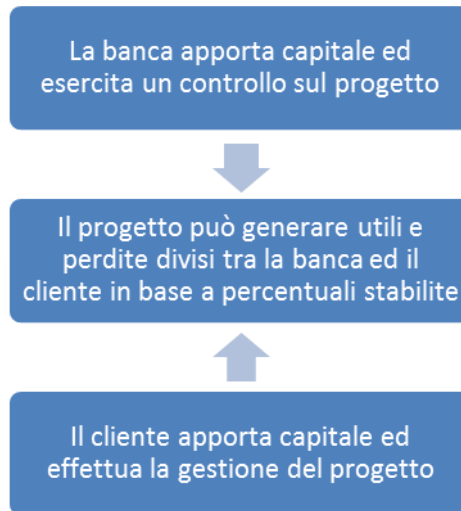 La banca apporta capitale ed
esercita un controllo sul progetto
Il progetto può generare utili e
perdite divisi tra la banca ed il
cliente in base a percentuali stabilite
Il cliente apporta capitale ed
effettua la gestione del progetto